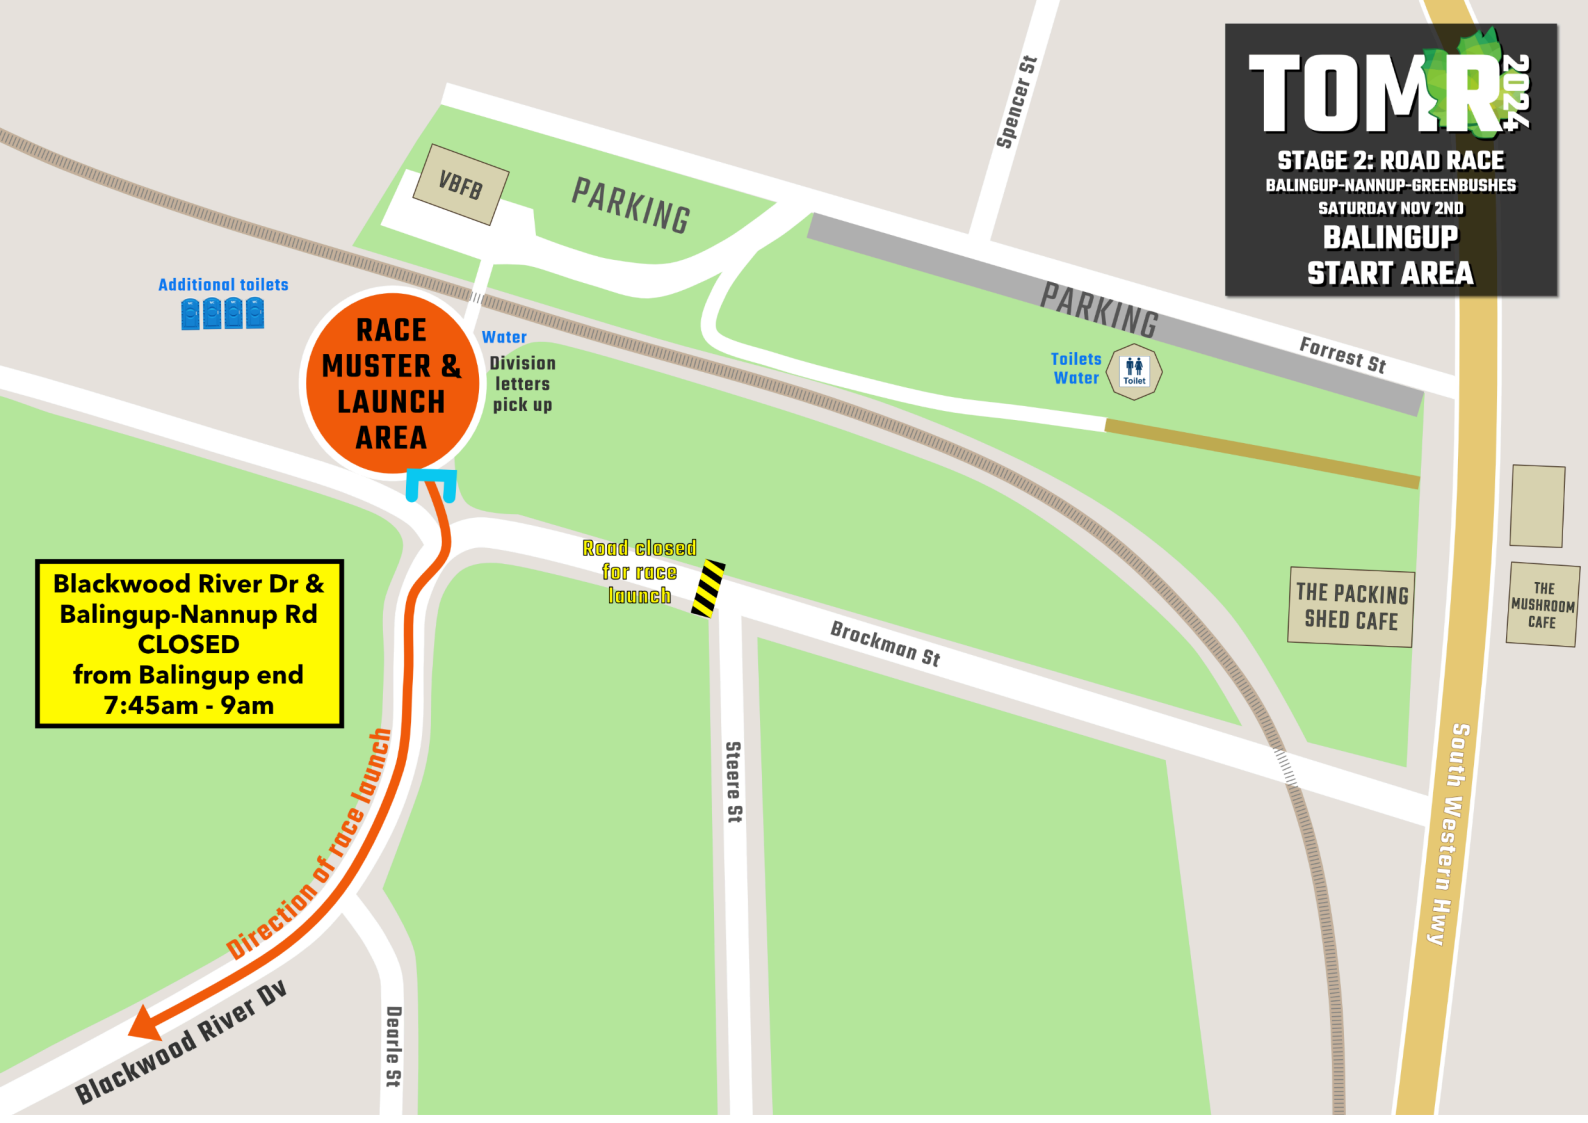 TOMR
2024
STAGE 2: ROAD RACE
BALINGUP-NANNUP-GREENBUSHES
SATURDAY NOV 2ND
BALINGUP
START AREA
Spencer St
VBFB
PARKING
PARKING
Forrest St
Additional toilets
RACE
MUSTER &
LAUNCH
AREA
Water
Division
letters
pick up
Toilets
Water
Toilet
Road closed
for race
launch
Brockman St
THE PACKING
SHED CAFE
THE
MUSHROOM
CAFE
Blackwood River Dr &
Balingup-Nannup Rd
CLOSED
from Balingup end
7:45am - 9am
Direction of race launch
Steere St
South Western Hwy
Blackwood River Dv
Dearle St